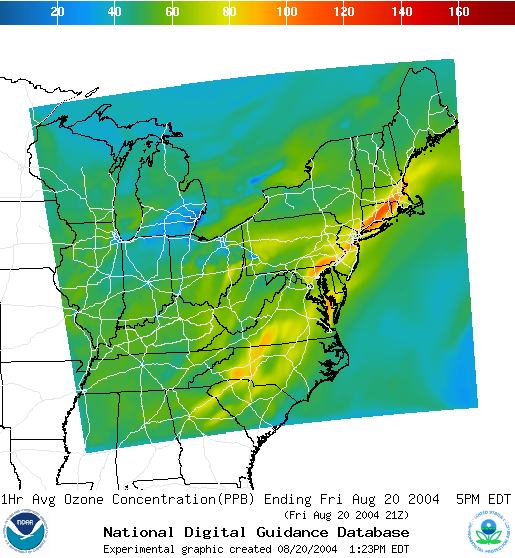 20 40 60 80 100 120 140 160
1Hr Avg Ozone Concentration(PPB) Ending Fri Aug 20 2004 5PM EDT
(Fri Aug 20 2004 21Z)
National Digital Guidance Database
Experimental graphic created 08/20/2004 1:23PM EDT
NOAA